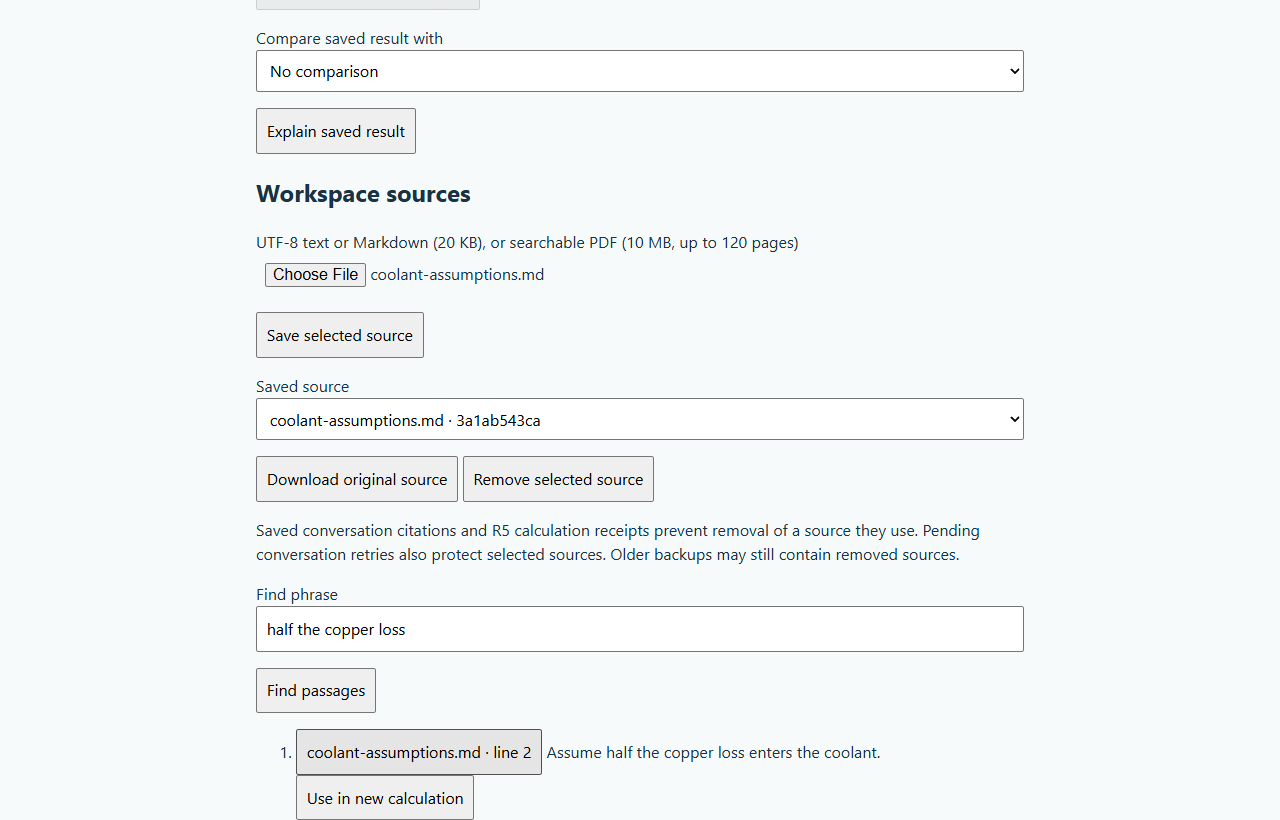 Compare saved result with
No comparison
Explain saved result
Workspace sources
UTF-8 text or Markdown (20 KB), or searchable PDF (10 MB, up to 120 pages)
Choose File coolant-assumptions.md
Save selected source
Saved source
coolant-assumptions.md · 3a1ab543ca
Download original source Remove selected source
Saved conversation citations and R5 calculation receipts prevent removal of a source they use. Pending
conversation retries also protect selected sources. Older backups may still contain removed sources.
Find phrase
half the copper loss
Find passages
1. coolant-assumptions.md · line 2 Assume half the copper loss enters the coolant.
Use in new calculation